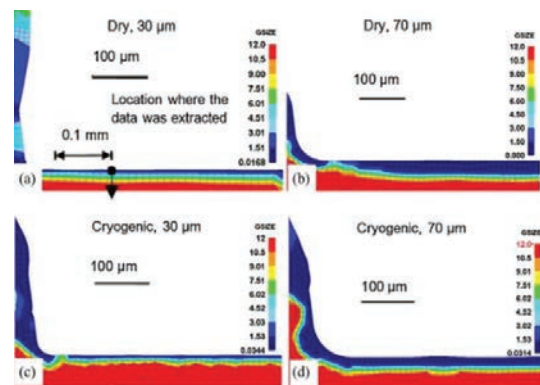 Dry, 30 µm
100 µm
Location where the
data was extracted
0.1 mm
(a)
GSIZE
12.0
10.5
9.00
7.51
6.01
4.51
3.01
1.51
0.0168
Dry, 70 µm
100 µm
(b)
GSIZE
12.0
10.5
9.00
7.50
6.00
4.50
3.00
1.50
0.000
Cryogenic, 30 µm
100 µm
(c)
GSIZE
12
10.5
9.01
7.51
6.02
4.52
3.03
1.53
0.0344
Cryogenic, 70 µm
100 µm
(d)
GSIZE
12.0
10.5
9.01
7.51
6.02
4.52
3.02
1.53
0.0314